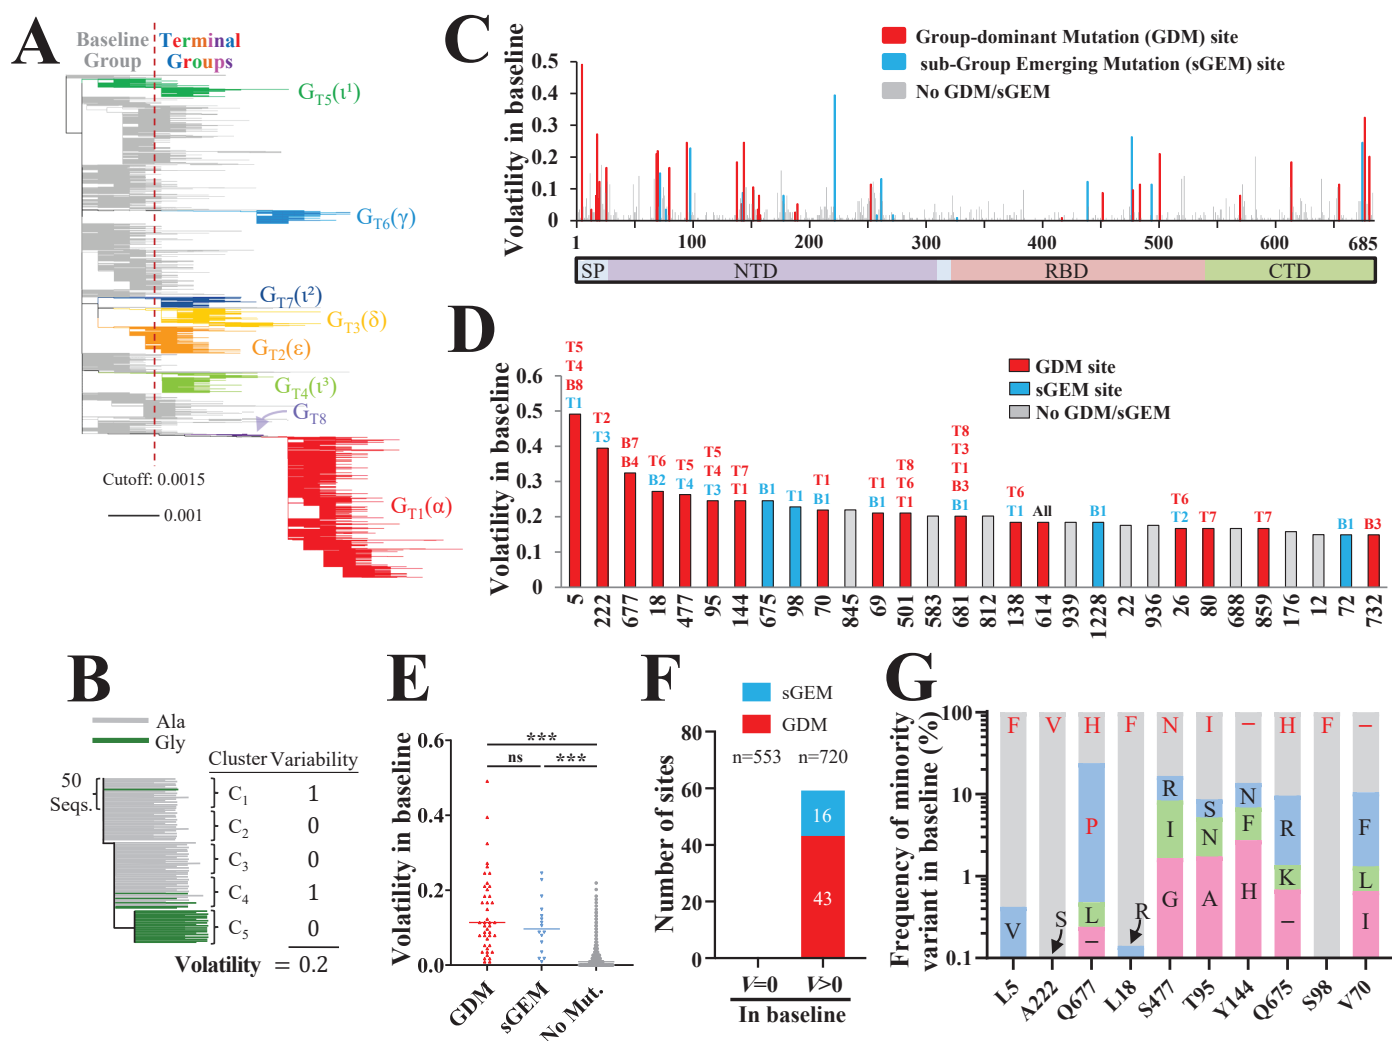 A
Baseline Terminal
Group Groups
G_T5(ι¹)
G_T6(γ)
G_T7(ι²)
G_T3(δ)
G_T2(ε)
G_T4(ι³)
G_T8
G_T1(α)
Cutoff: 0.0015
0.001
B
Ala
Gly
50
Seqs.
Cluster Variability
C₁ 1
C₂ 0
C₃ 0
C₄ 1
C₅ 0
Volatility = 0.2
C
Group-dominant Mutation (GDM) site
sub-Group Emerging Mutation (sGEM) site
No GDM/sGEM
Volatility in baseline
0.5
0.4
0.3
0.2
0.1
0
1 100 200 300 400 500 600 685
SP NTD RBD CTD
D
GDM site
sGEM site
No GDM/sGEM
Volatility in baseline
0.6
0.5
0.4
0.3
0.2
0.1
0
T5 T4 B8 T1
T2 T3
B7 B4
T6 B2
T5 T4
T5 T4 T3
T7 T1
B1
T1
T1 B1
T1 B1
T8 T6 T1
T8 T3 T1 B3 B1
T6 T1
All
B1
T6 T2
T7
T7
B1
B3
5 222 677 18 477 95 144 675 98 70 845 69 501 583 681 812 138 614 939 1228 22 936 26 80 688 859 176 12 72 732
E
Volatility in baseline
0.6
0.4
0.2
0.0
***
ns ***
GDM sGEM No Mut.
F
sGEM
GDM
Number of sites
80
60
40
20
0
n=553 n=720
16
43
V=0 V>0
In baseline
G
Frequency of minority
variant in baseline (%)
100
10
1
0.1
F V H F N I – H F –
V
S
P L –
R
R I G
S N A
N F H
R K –
F L I
L5 A222 Q677 L18 S477 T95 Y144 Q675 S98 V70